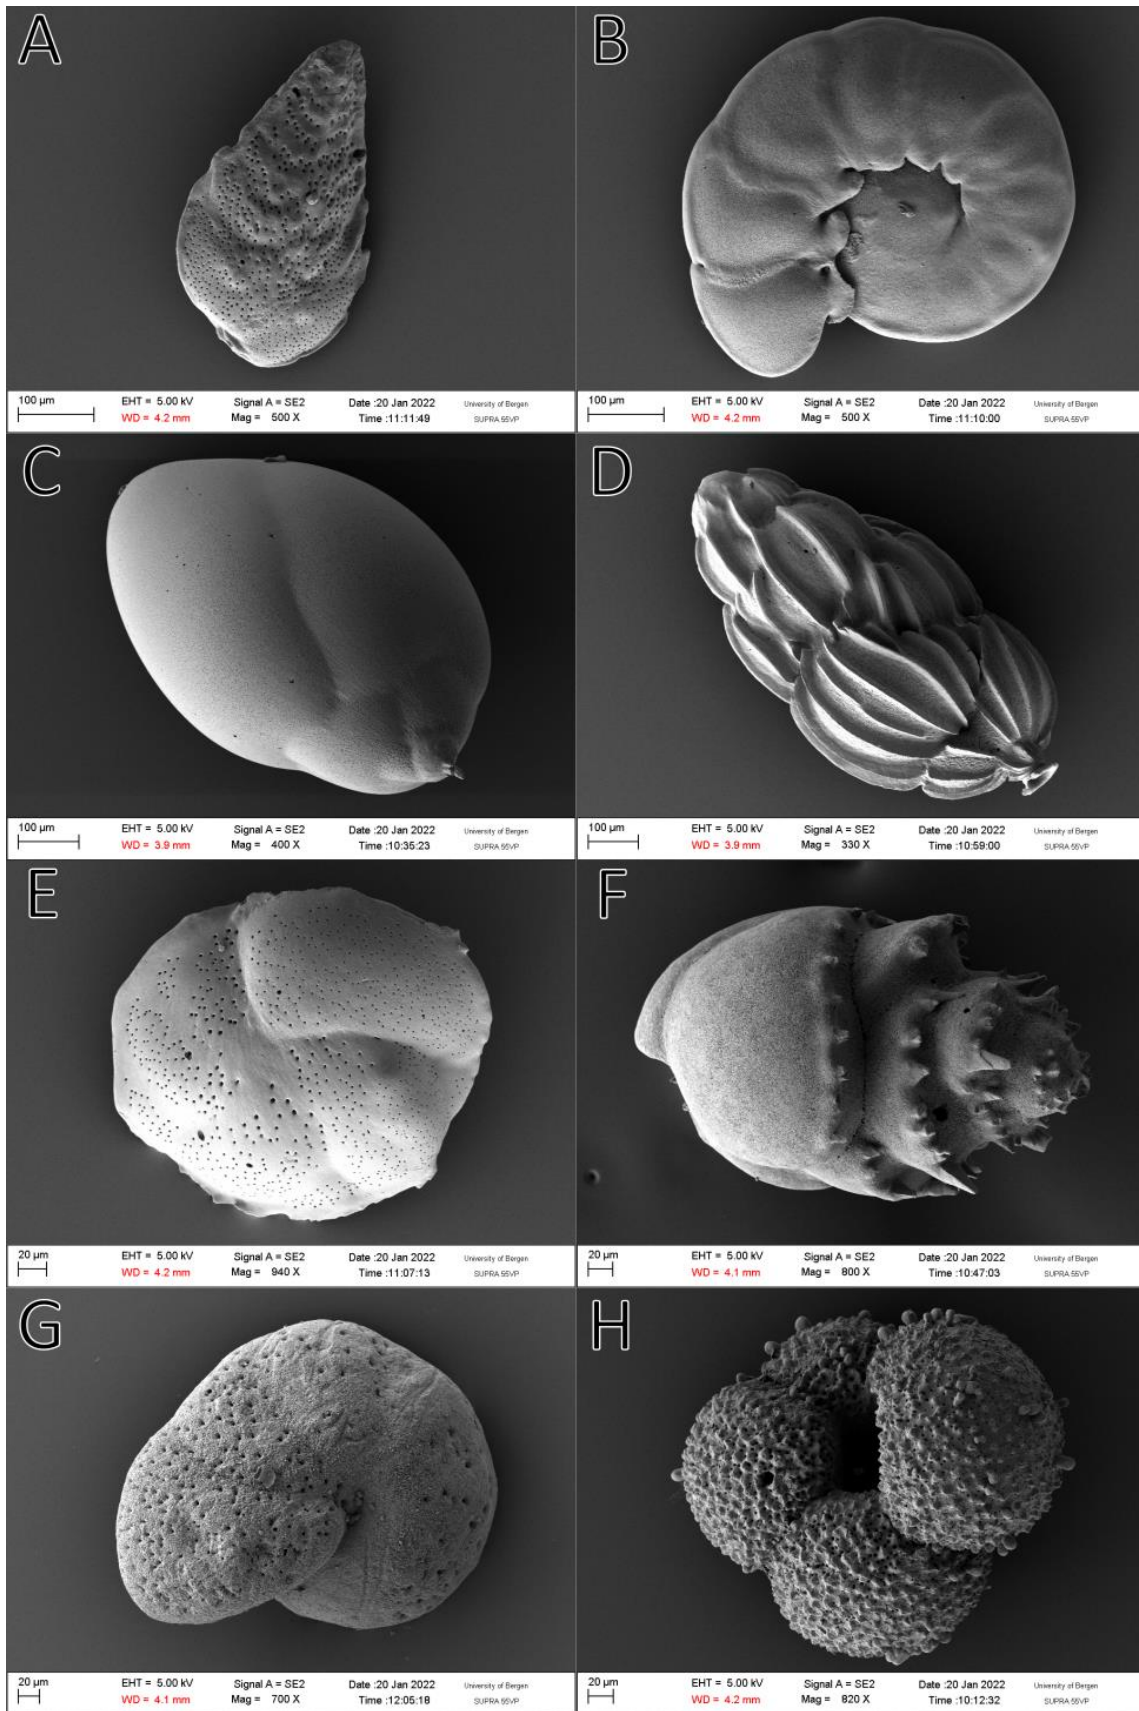 A
B
100 µm EHT = 5.00 kV Signal A = SE2 Date :20 Jan 2022 University of Bergen
WD = 4.2 mm Mag = 500 X Time :11:11:49 SUPRA 55VP
100 µm EHT = 5.00 kV Signal A = SE2 Date :20 Jan 2022 University of Bergen
WD = 4.2 mm Mag = 500 X Time :11:10:00 SUPRA 55VP
C
D
100 µm EHT = 5.00 kV Signal A = SE2 Date :20 Jan 2022 University of Bergen
WD = 3.9 mm Mag = 400 X Time :10:35:23 SUPRA 55VP
100 µm EHT = 5.00 kV Signal A = SE2 Date :20 Jan 2022 University of Bergen
WD = 3.9 mm Mag = 330 X Time :10:59:00 SUPRA 55VP
E
F
20 µm EHT = 5.00 kV Signal A = SE2 Date :20 Jan 2022 University of Bergen
WD = 4.2 mm Mag = 940 X Time :11:07:13 SUPRA 55VP
20 µm EHT = 5.00 kV Signal A = SE2 Date :20 Jan 2022 University of Bergen
WD = 4.1 mm Mag = 800 X Time :10:47:03 SUPRA 55VP
G
H
20 µm EHT = 5.00 kV Signal A = SE2 Date :20 Jan 2022 University of Bergen
WD = 4.1 mm Mag = 700 X Time :12:05:18 SUPRA 55VP
20 µm EHT = 5.00 kV Signal A = SE2 Date :20 Jan 2022 University of Bergen
WD = 4.2 mm Mag = 820 X Time :10:12:32 SUPRA 55VP